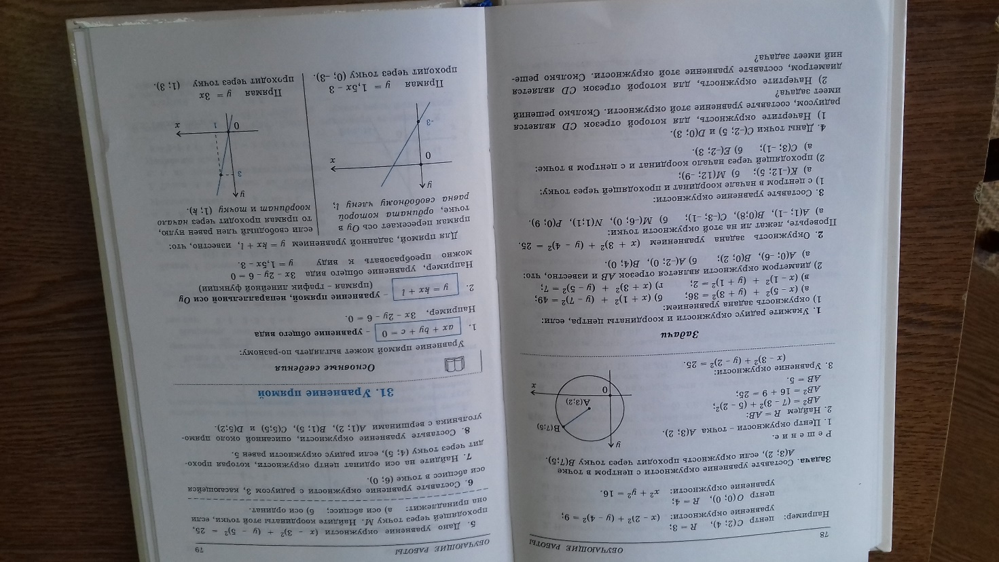 78
ОБУЧАЮЩИЕ РАБОТЫ
Например: центр C(2; 4), R = 3;
уравнение окружности: (x – 2)² + (y – 4)² = 9;
центр O(0; 0), R = 4;
уравнение окружности: x² + y² = 16.
Задача. Составьте уравнение окружности с центром в точке
A(3; 2), если окружность проходит через точку B(7;5).
Решение.
1. Центр окружности – точка A(3; 2).
2. Найдем R = AB:
AB² = (7 – 3)² + (5 – 2)²;
AB² = 16 + 9 = 25;
AB = 5.
3. Уравнение окружности:
(x – 3)² + (y – 2)² = 25.
y
B(7;5)
A(3;2)
0
x
Задачи
1. Укажите радиус окружности и координаты центра, если:
1) окружность задана уравнением:
а) (x – 5)² + (y + 3)² = 36; б) (x + 1)² + (y – 7)² = 49;
в) (x – 1)² + (y + 1)² = 2; г) (x + 3)² + (y – 5)² = 7;
2) диаметром окружности является отрезок AB и известно, что:
а) A(0; –6), B(0; 2); б) A(–2; 0), B(4; 0).
2. Окружность задана уравнением (x + 3)² + (y – 4)² = 25.
Проверьте, лежат ли на этой окружности точки:
а) A(1; –1), B(0;8), C(–3; –1); б) M(–6; 0), N(1;1), P(0; 9).
3. Составьте уравнение окружности:
1) с центром в начале координат и проходящей через точку:
а) K(–12; 5); б) M(12; –9);
2) проходящей через начало координат и с центром в точке:
а) C(3; –1); б) E(–2; 3).
4. Даны точки C(–2; 5) и D(0; 3).
1) Начертите окружность, для которой отрезок CD является
радиусом, составьте уравнение этой окружности. Сколько решений
имеет задача?
2) Начертите окружность, для которой отрезок CD является
диаметром, составьте уравнение этой окружности. Сколько реше-
ний имеет задача?
ОБУЧАЮЩИЕ РАБОТЫ
79
5. Дано уравнение окружности (x – 3)² + (y – 5)² = 25,
проходящей через точку M. Найдите координаты этой точки, если
она принадлежит: а) оси абсцисс; б) оси ординат.
6. Составьте уравнение окружности с радиусом 3, касающейся
оси абсцисс в точке (6; 0).
7. Найдите на оси ординат центр окружности, которая прохо-
дит через точку (4; 5), если радиус окружности равен 5.
8. Составьте уравнение окружности, описанной около прямо-
угольника с вершинами A(1; 2), B(1; 5), C(5;5) и D(5;2).
31. Уравнение прямой
Основные сведения
Уравнение прямой может выглядеть по-разному:
1. ax + by + c = 0 – уравнение общего вида
Например, 3x – 2y – 6 = 0.
2. y = kx + l – уравнение прямой, непараллельной оси Oy
(прямая – график линейной функции)
Например, уравнение общего вида 3x – 2y – 6 = 0
можно преобразовать к виду y = 1,5x – 3.
Для прямой, заданной уравнением y = kx + l, известно, что:
прямая пересекает ось Oy в
точке, ордината которой
равна свободному члену l;
y
0
x
–3
Прямая y = 1,5x – 3
проходит через точку (0; –3).
если свободный член равен нулю,
то прямая проходит через начало
координат и точку (1; k).
y
3
0
1
x
Прямая y = 3x
проходит через точку (1; 3).